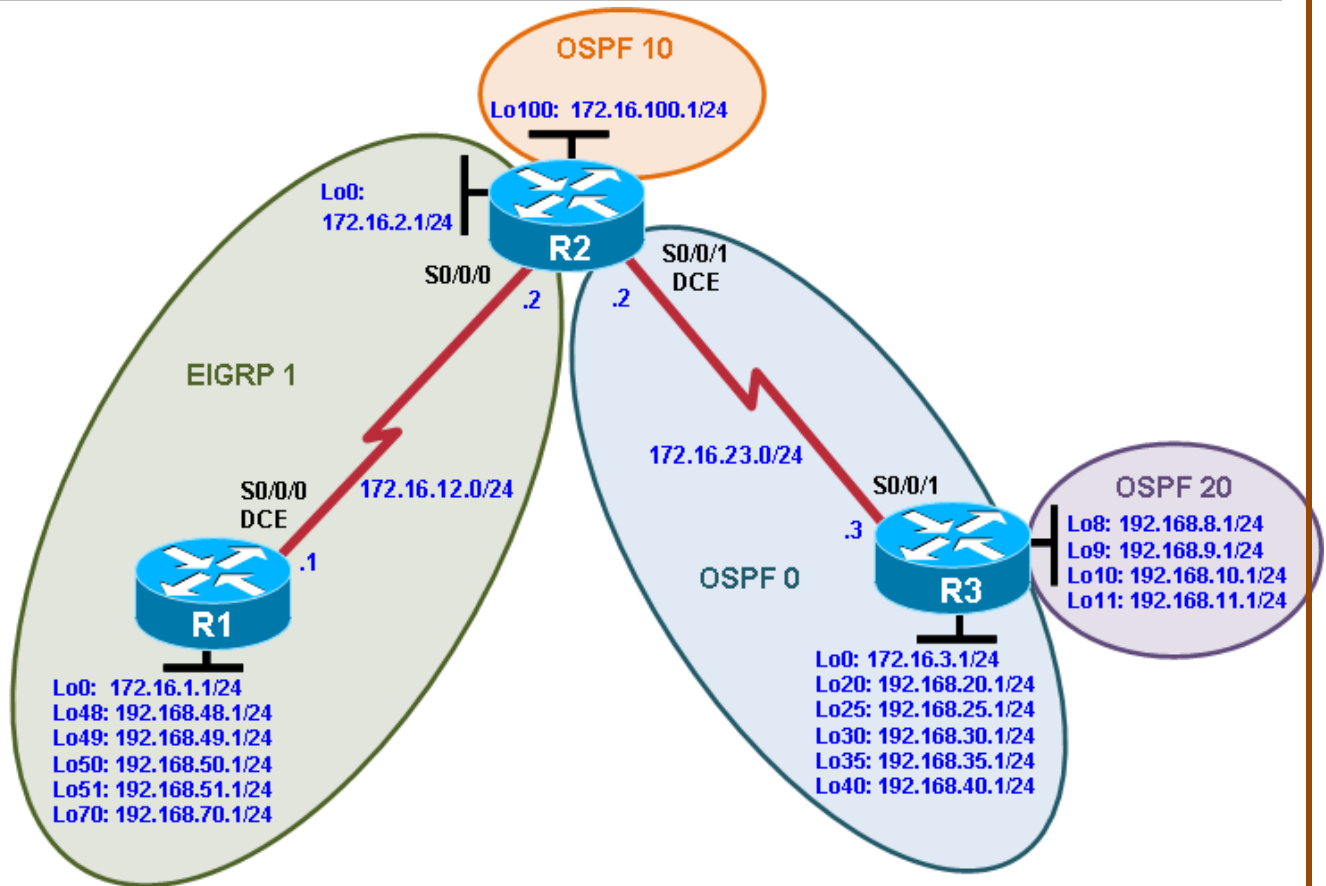 OSPF 10
Lo100: 172.16.100.1/24
Lo0:
172.16.2.1/24
R2
S0/0/0
S0/0/1
DCE
.2
.2
EIGRP 1
172.16.12.0/24
172.16.23.0/24
S0/0/0
DCE
.1
R1
S0/0/1
.3
OSPF 0
R3
OSPF 20
Lo8: 192.168.8.1/24
Lo9: 192.168.9.1/24
Lo10: 192.168.10.1/24
Lo11: 192.168.11.1/24
Lo0: 172.16.1.1/24
Lo48: 192.168.48.1/24
Lo49: 192.168.49.1/24
Lo50: 192.168.50.1/24
Lo51: 192.168.51.1/24
Lo70: 192.168.70.1/24
Lo0: 172.16.3.1/24
Lo20: 192.168.20.1/24
Lo25: 192.168.25.1/24
Lo30: 192.168.30.1/24
Lo35: 192.168.35.1/24
Lo40: 192.168.40.1/24